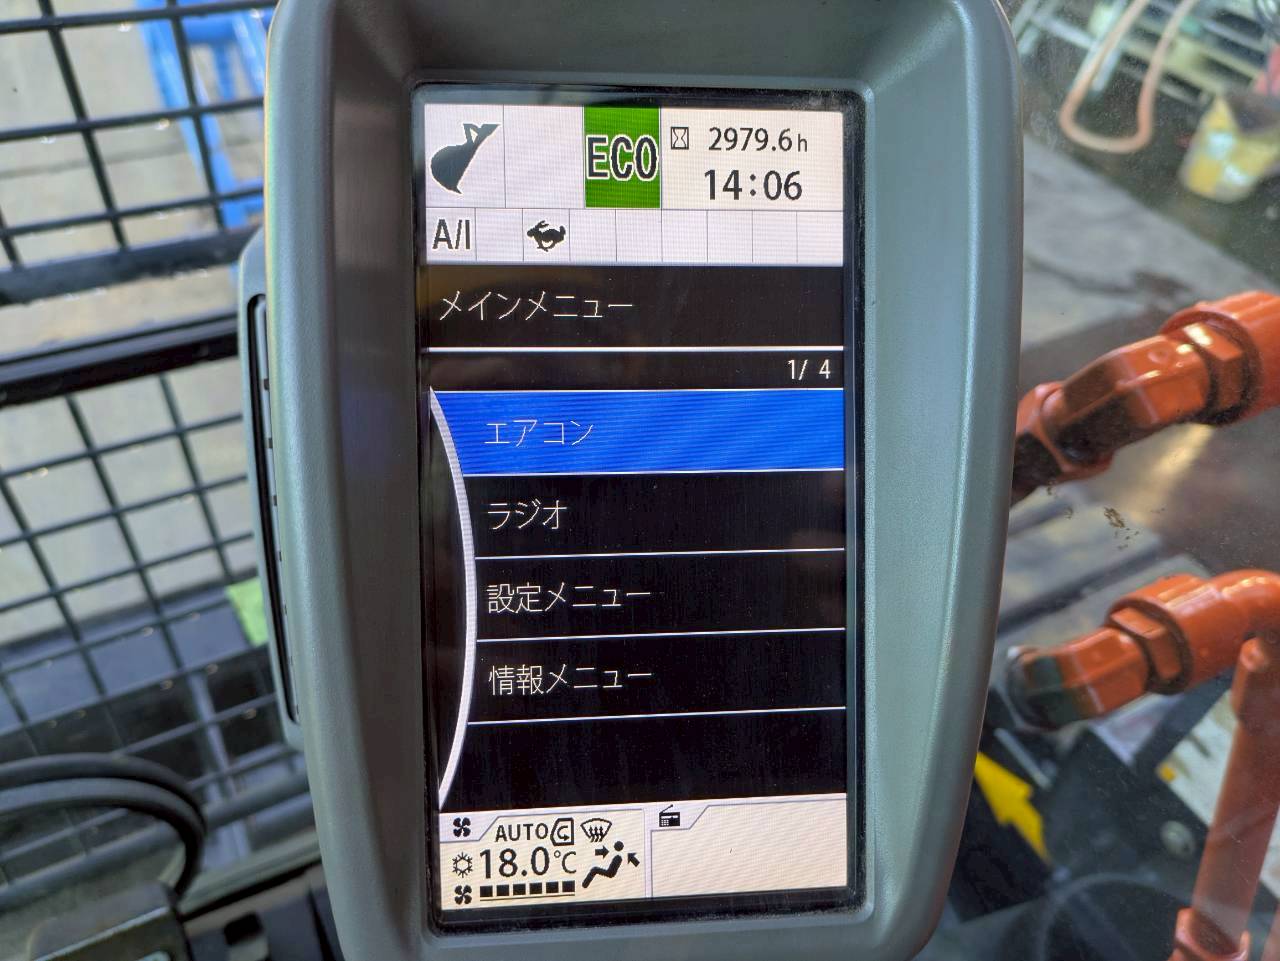 ECO
2979.6h
14:06
A/I
メインメニュー
1/ 4
エアコン
ラジオ
設定メニュー
情報メニュー
AUTO
18.0℃